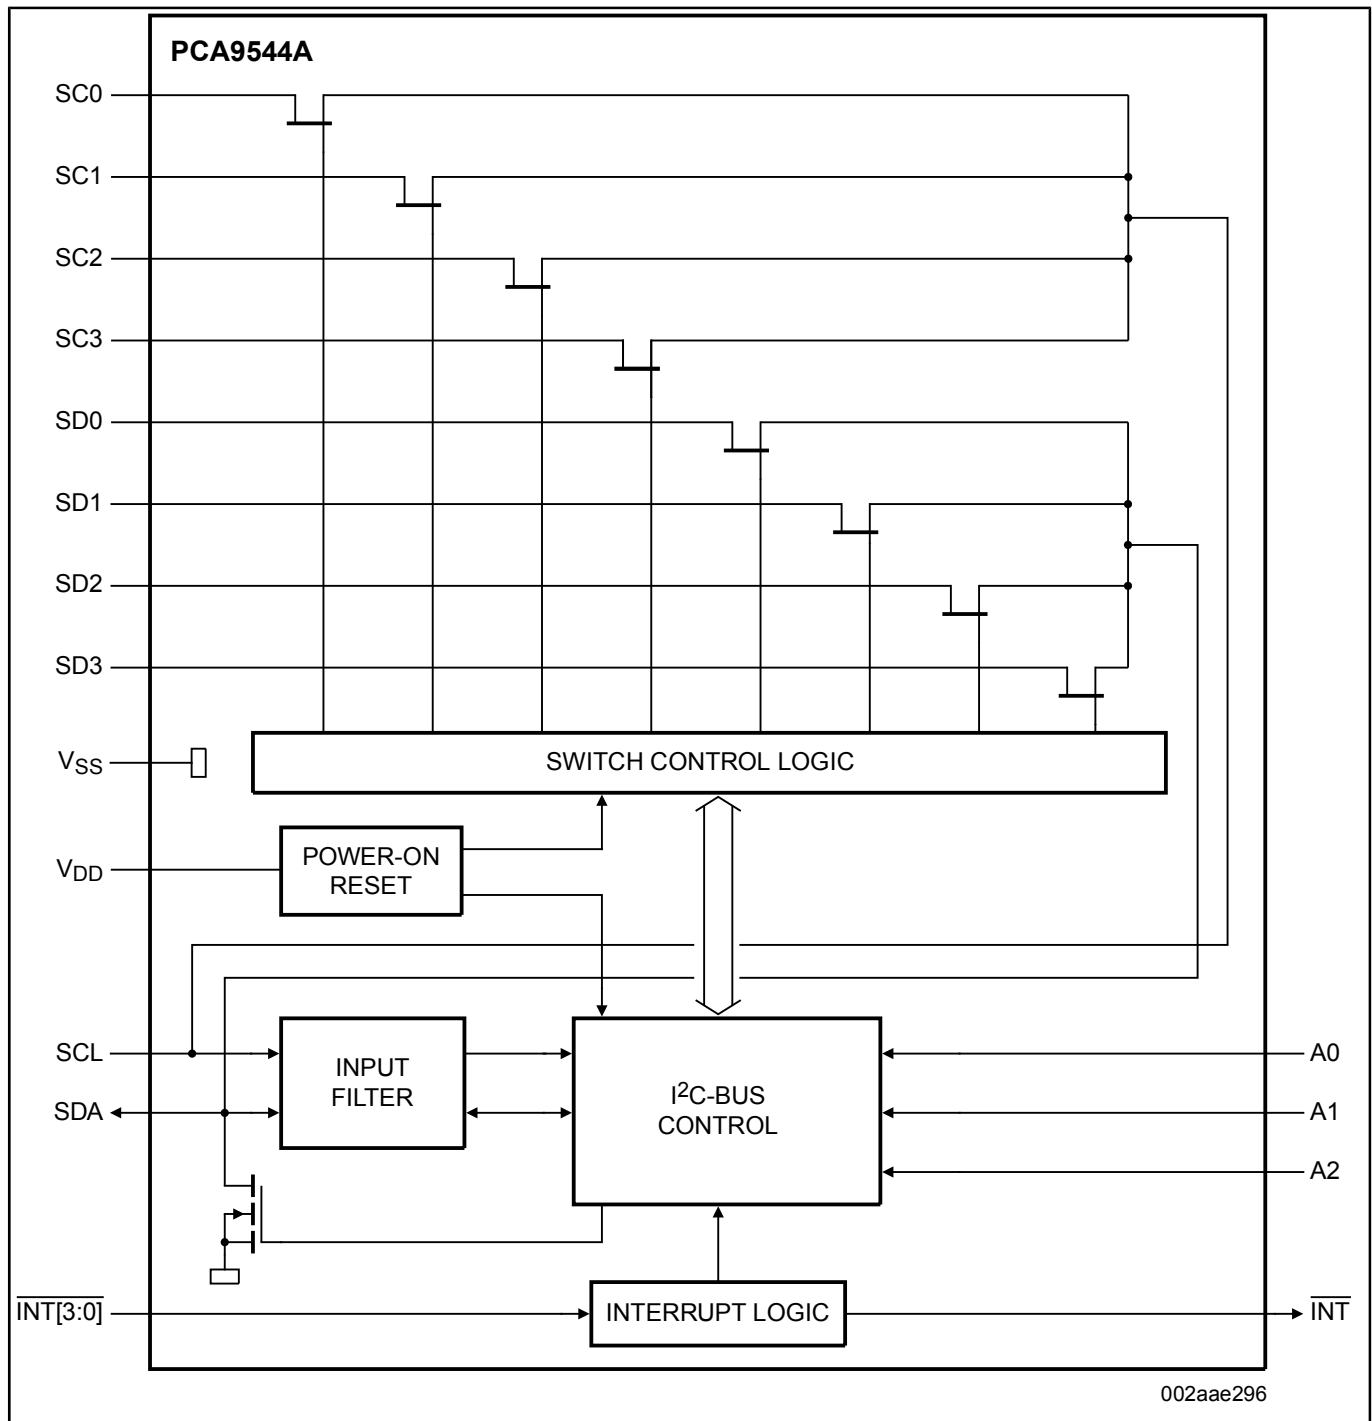 PCA9544A
SC0
SC1
SC2
SC3
SD0
SD1
SD2
SD3
VSS
SWITCH CONTROL LOGIC
VDD
POWER-ON
RESET
SCL
SDA
INPUT
FILTER
I2C-BUS
CONTROL
A0
A1
A2
INT[3:0]
INTERRUPT LOGIC
INT
002aae296